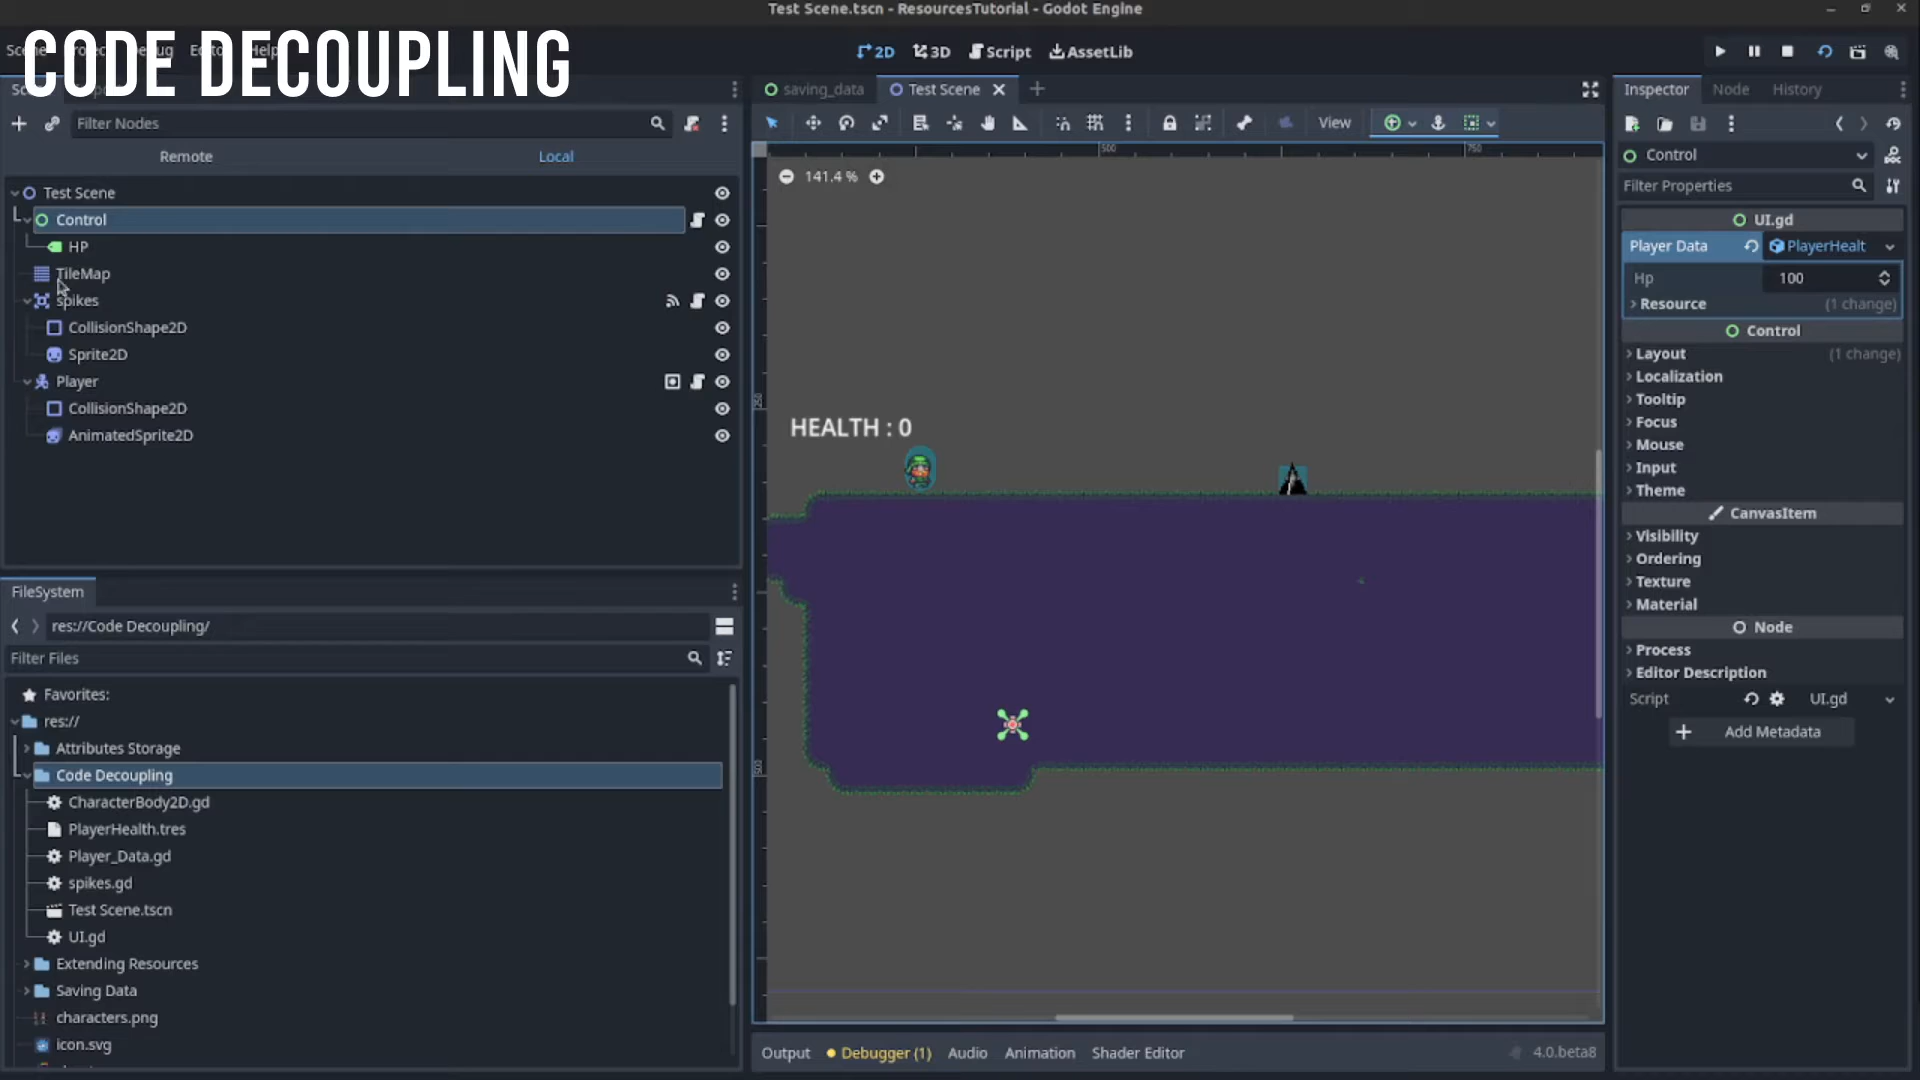 Test Scene.tscn - ResourcesTutorial - Godot Engine
CODE DECOUPLING
2D 3D Script AssetLib
saving_data Test Scene
Inspector Node History
Filter Nodes
View
Remote Local
Control
141.4 %
Filter Properties
Test Scene
Control
HP
TileMap
spikes
CollisionShape2D
Sprite2D
Player
CollisionShape2D
AnimatedSprite2D
500 750
250
500
HEALTH : 0
UI.gd
Player Data PlayerHealt
Hp 100
Resource (1 change)
Control
Layout (1 change)
Localization
Tooltip
Focus
Mouse
Input
Theme
CanvasItem
Visibility
Ordering
Texture
Material
Node
Process
Editor Description
Script UI.gd
Add Metadata
FileSystem
res://Code Decoupling/
Filter Files
Favorites:
res://
Attributes Storage
Code Decoupling
CharacterBody2D.gd
PlayerHealth.tres
Player_Data.gd
spikes.gd
Test Scene.tscn
UI.gd
Extending Resources
Saving Data
characters.png
icon.svg
Output Debugger (1) Audio Animation Shader Editor 4.0.beta8